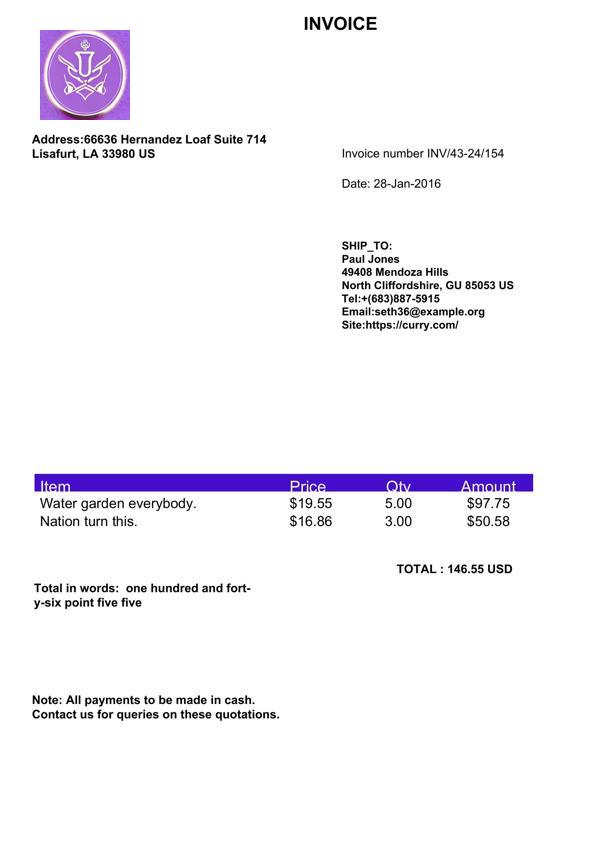 INVOICE
Address:66636 Hernandez Loaf Suite 714
Lisafurt, LA 33980 US
Invoice number INV/43-24/154
Date: 28-Jan-2016
SHIP_TO:
Paul Jones
49408 Mendoza Hills
North Cliffordshire, GU 85053 US
Tel:+(683)887-5915
Email:seth36@example.org
Site:https://curry.com/
Item Price Qty Amount
Water garden everybody. $19.55 5.00 $97.75
Nation turn this. $16.86 3.00 $50.58
TOTAL : 146.55 USD
Total in words:  one hundred and fort-
y-six point five five
Note: All payments to be made in cash.
Contact us for queries on these quotations.